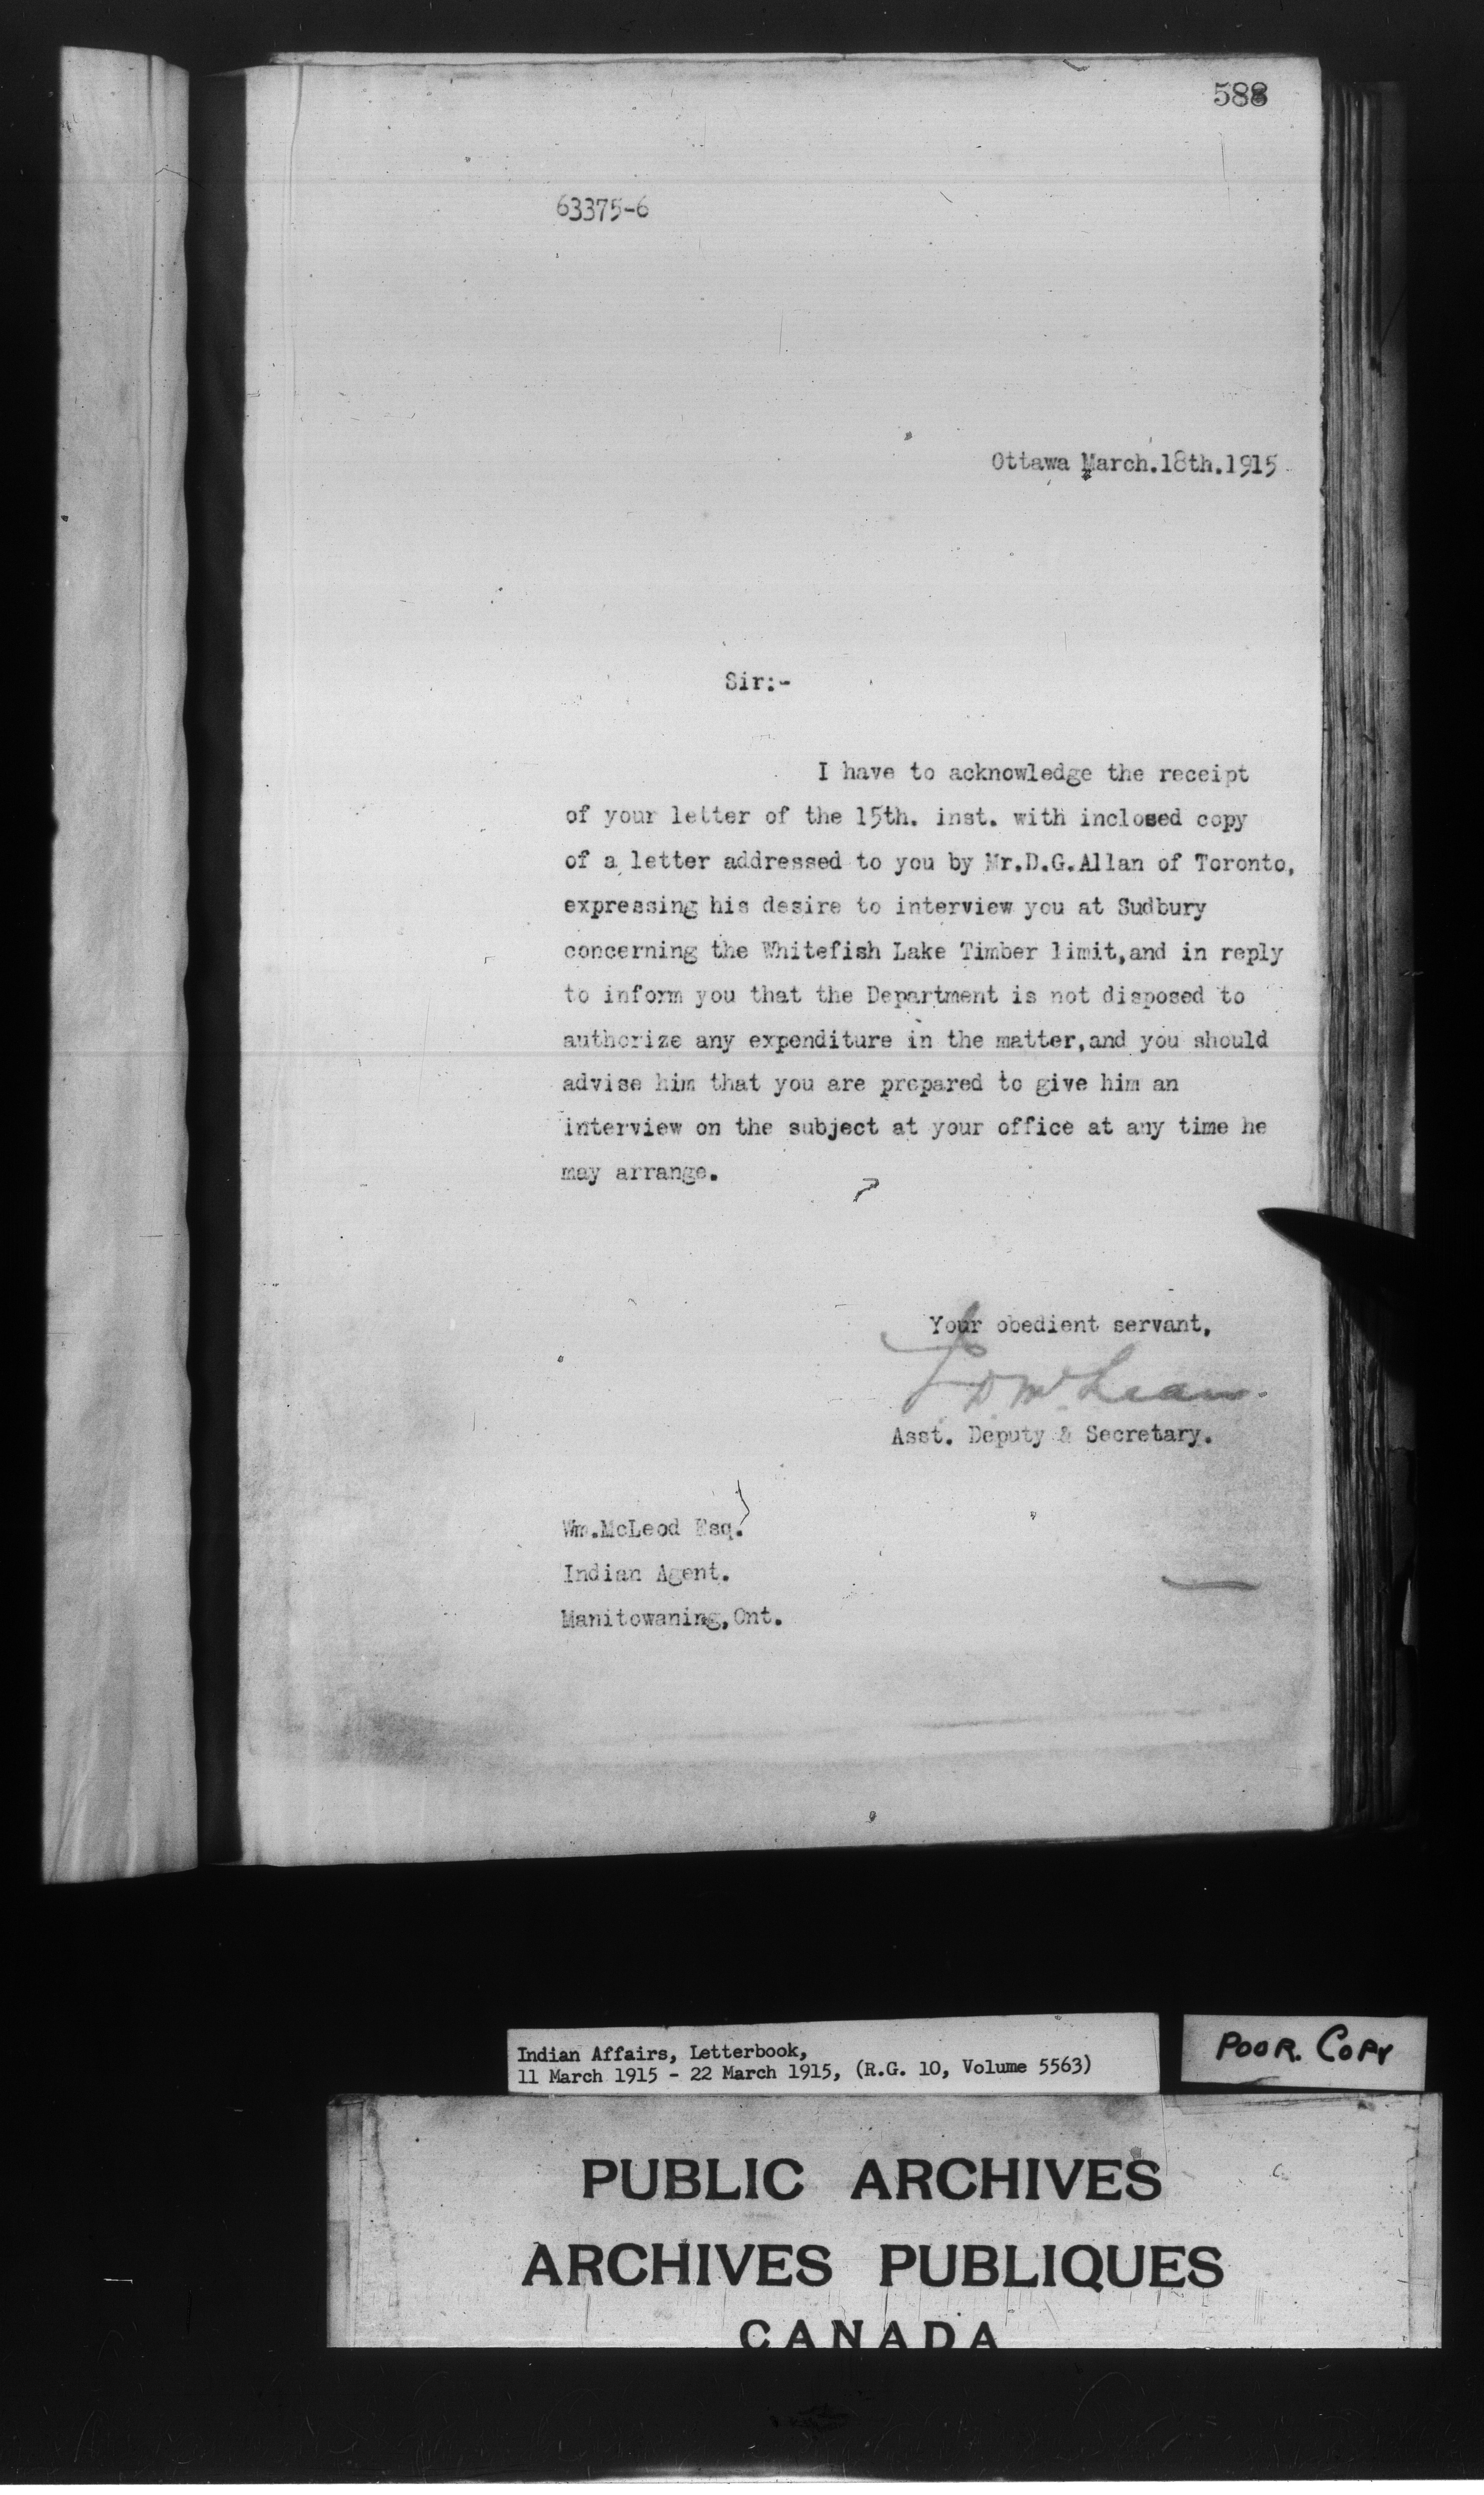 588
63375-6
Ottawa March.18th.1915
Sir:-
I have to acknowledge the receipt
of your letter of the 15th. inst. with inclosed copy
of a letter addressed to you by Mr.D.G.Allan of Toronto,
expressing his desire to interview you at Sudbury
concerning the Whitefish Lake Timber limit,and in reply
to inform you that the Department is not disposed to
authorize any expenditure in the matter,and you should
advise him that you are prepared to give him an
interview on the subject at your office at any time he
may arrange.
Your obedient servant,
J D McLean.
Asst. Deputy & Secretary.
Wm.McLeod Esq.
Indian Agent.
Manitowaning,Ont.
Indian Affairs, Letterbook,
11 March 1915 - 22 March 1915, (R.G. 10, Volume 5563)
POOR. COPY
PUBLIC ARCHIVES
ARCHIVES PUBLIQUES
CANADA